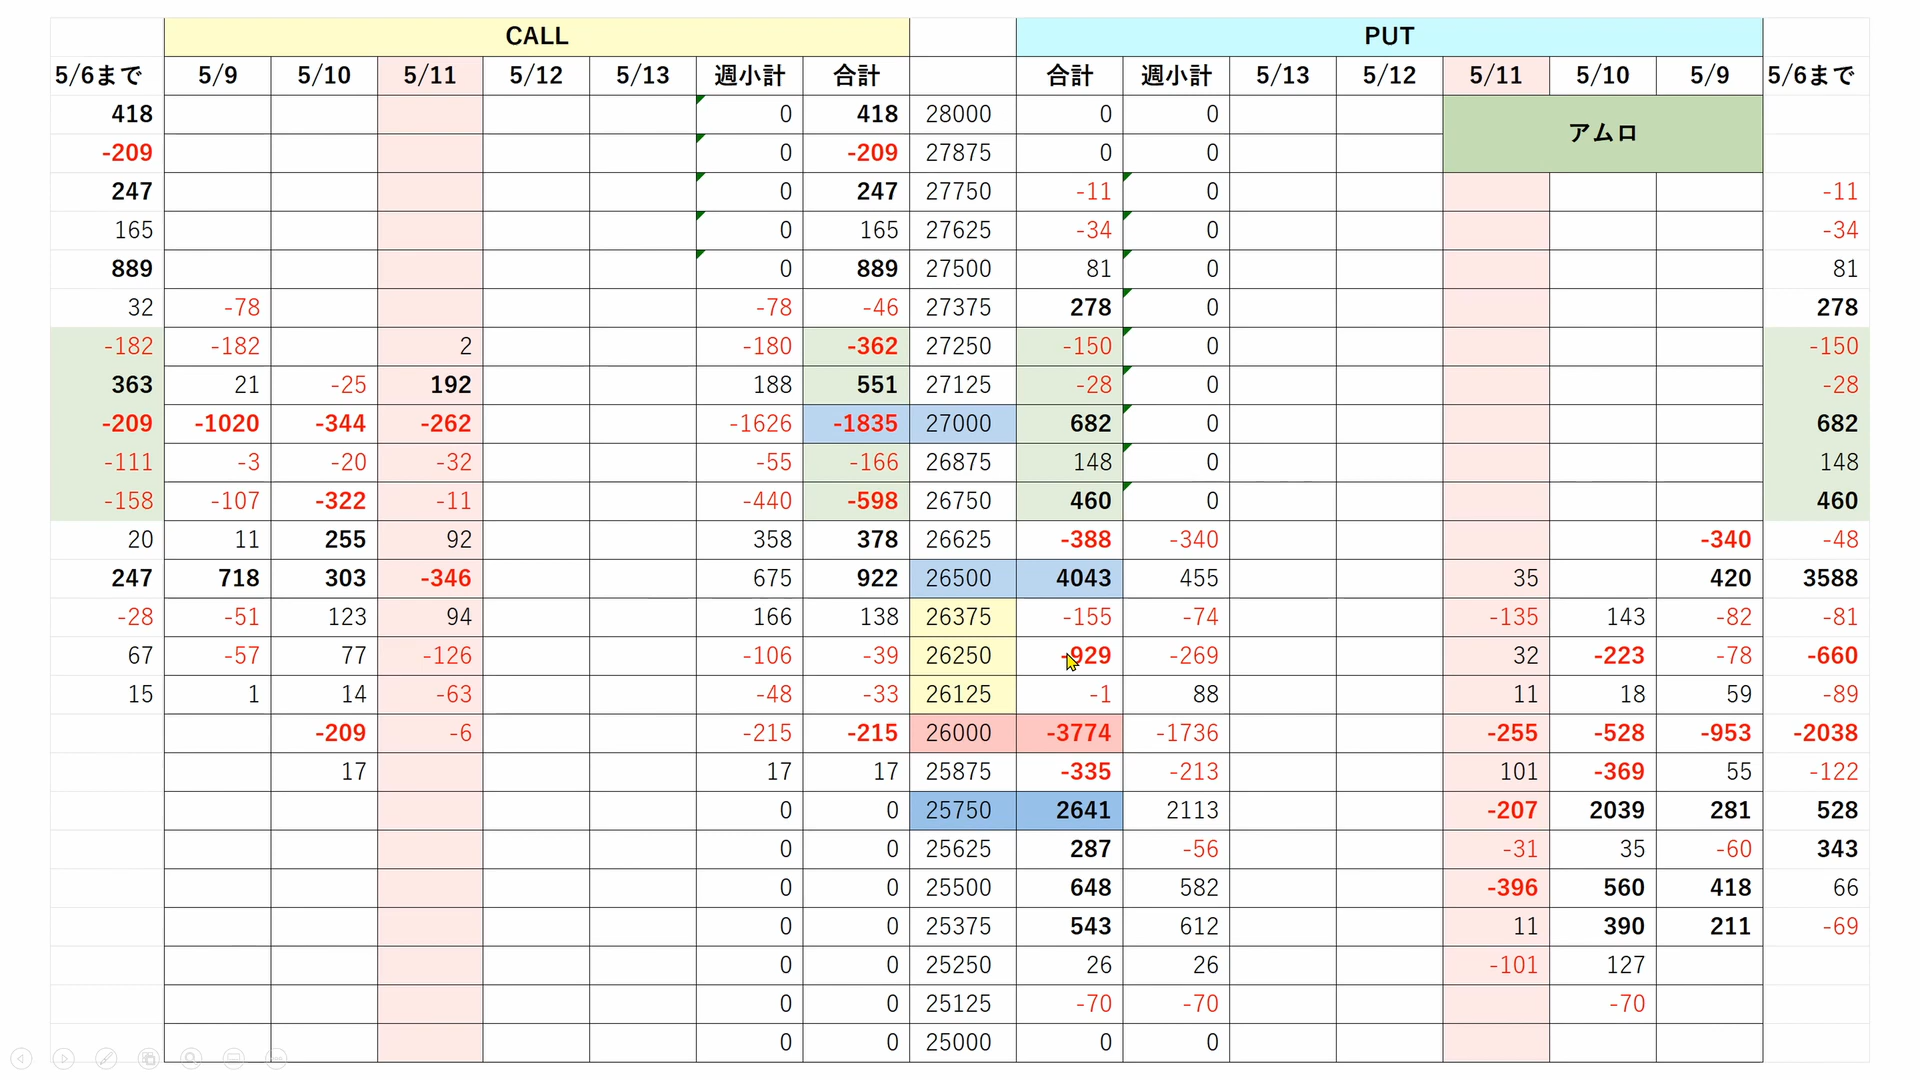 CALL PUT
5/6まで 5/9 5/10 5/11 5/12 5/13 週小計 合計 合計 週小計 5/13 5/12 5/11 5/10 5/9 5/6まで
418 0 418 28000 0 0 アムロ
-209 0 -209 27875 0 0
247 0 247 27750 -11 0 -11
165 0 165 27625 -34 0 -34
889 0 889 27500 81 0 81
32 -78 -78 -46 27375 278 0 278
-182 -182 2 -180 -362 27250 -150 0 -150
363 21 -25 192 188 551 27125 -28 0 -28
-209 -1020 -344 -262 -1626 -1835 27000 682 0 682
-111 -3 -20 -32 -55 -166 26875 148 0 148
-158 -107 -322 -11 -440 -598 26750 460 0 460
20 11 255 92 358 378 26625 -388 -340 -340 -48
247 718 303 -346 675 922 26500 4043 455 35 420 3588
-28 -51 123 94 166 138 26375 -155 -74 -135 143 -82 -81
67 -57 77 -126 -106 -39 26250 -929 -269 32 -223 -78 -660
15 1 14 -63 -48 -33 26125 -1 88 11 18 59 -89
-209 -6 -215 -215 26000 -3774 -1736 -255 -528 -953 -2038
17 17 17 25875 -335 -213 101 -369 55 -122
0 0 25750 2641 2113 -207 2039 281 528
0 0 25625 287 -56 -31 35 -60 343
0 0 25500 648 582 -396 560 418 66
0 0 25375 543 612 11 390 211 -69
0 0 25250 26 26 -101 127
0 0 25125 -70 -70 -70
0 0 25000 0 0